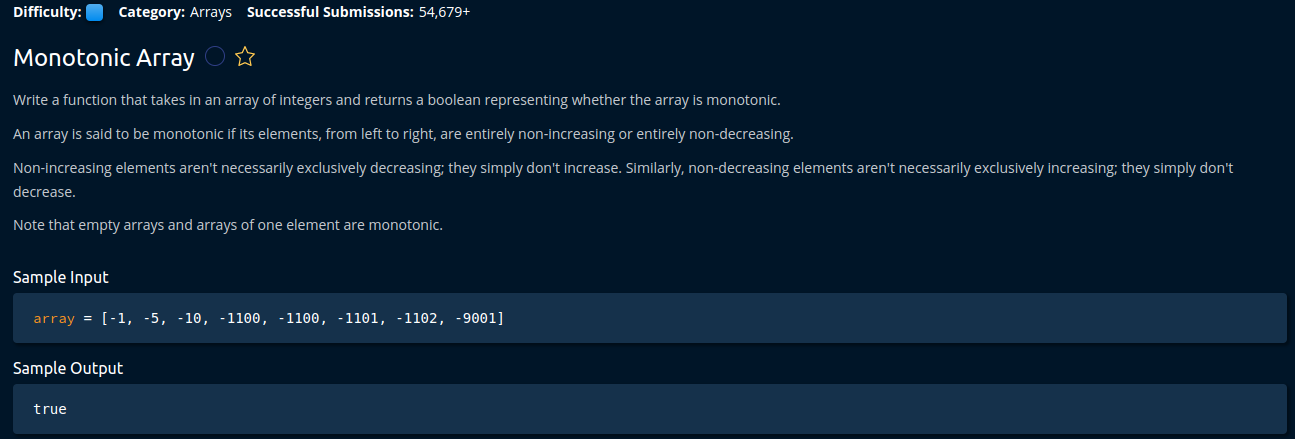 Difficulty: Category: Arrays Successful Submissions: 54,679+
Monotonic Array
Write a function that takes in an array of integers and returns a boolean representing whether the array is monotonic.
An array is said to be monotonic if its elements, from left to right, are entirely non-increasing or entirely non-decreasing.
Non-increasing elements aren't necessarily exclusively decreasing; they simply don't increase. Similarly, non-decreasing elements aren't necessarily exclusively increasing; they simply don't
decrease.
Note that empty arrays and arrays of one element are monotonic.
Sample Input
array = [-1, -5, -10, -1100, -1100, -1101, -1102, -9001]
Sample Output
true